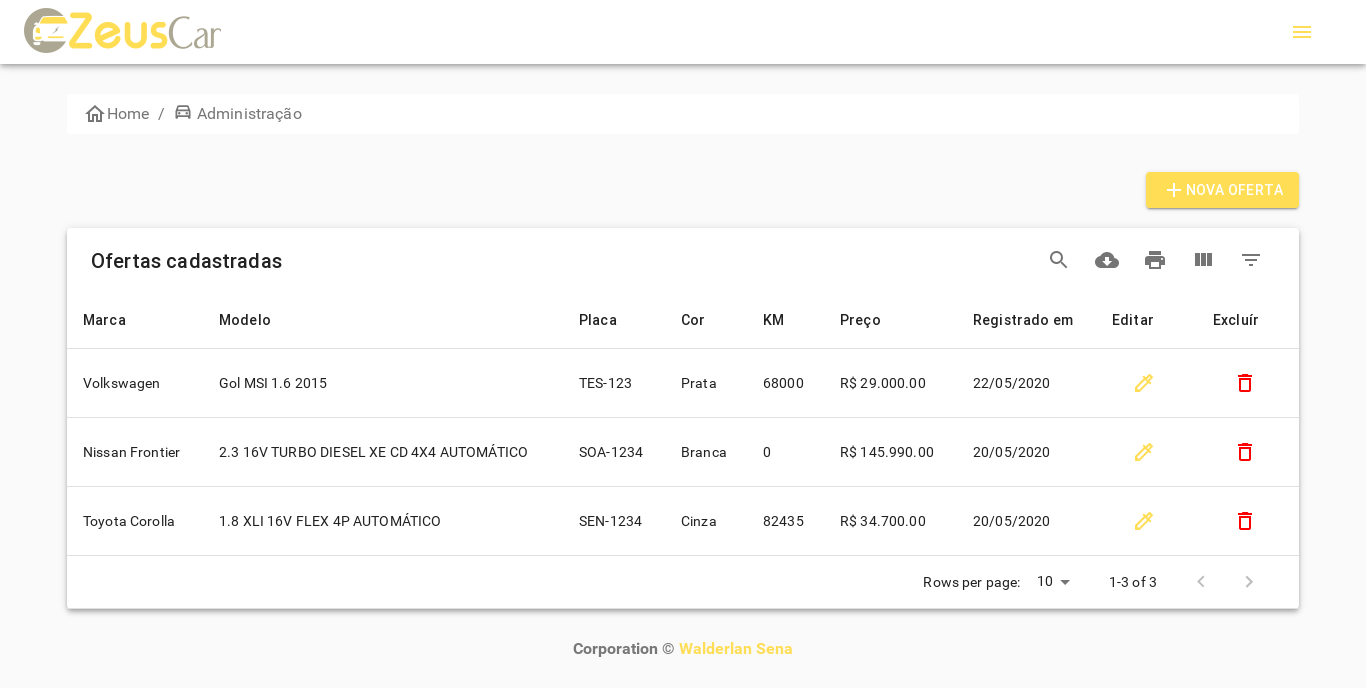 ZeusCar
Home / Administração
NOVA OFERTA
Ofertas cadastradas
Marca Modelo Placa Cor KM Preço Registrado em Editar Excluír
Volkswagen Gol MSI 1.6 2015 TES-123 Prata 68000 R$ 29.000.00 22/05/2020
Nissan Frontier 2.3 16V TURBO DIESEL XE CD 4X4 AUTOMÁTICO SOA-1234 Branca 0 R$ 145.990.00 20/05/2020
Toyota Corolla 1.8 XLI 16V FLEX 4P AUTOMÁTICO SEN-1234 Cinza 82435 R$ 34.700.00 20/05/2020
Rows per page: 10 1-3 of 3
Corporation © Walderlan Sena